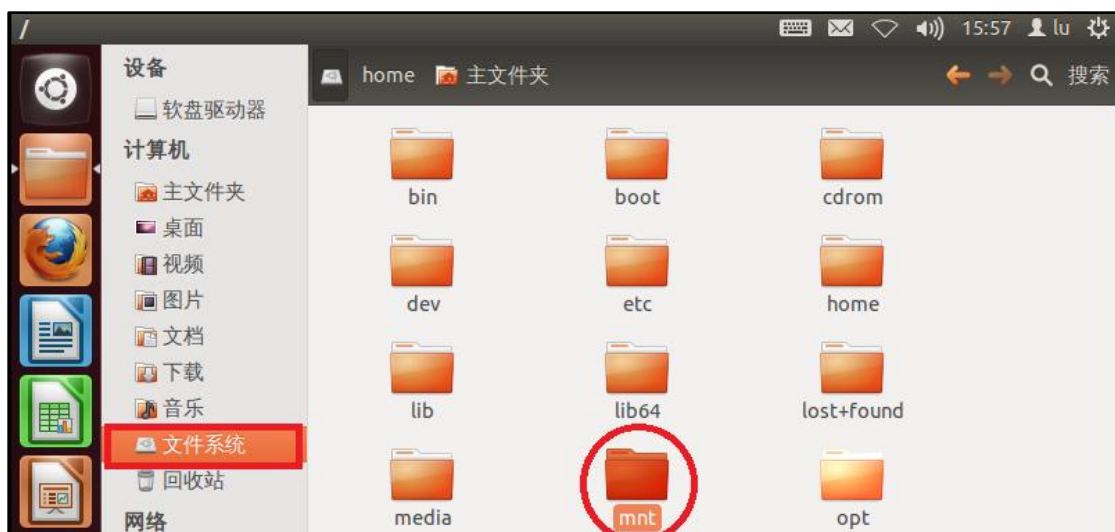 /
15:57 lu
设备
软盘驱动器
计算机
主文件夹
桌面
视频
图片
文档
下载
音乐
文件系统
回收站
网络
home 主文件夹 搜索
bin boot cdrom
dev etc home
lib lib64 lost+found
media mnt opt